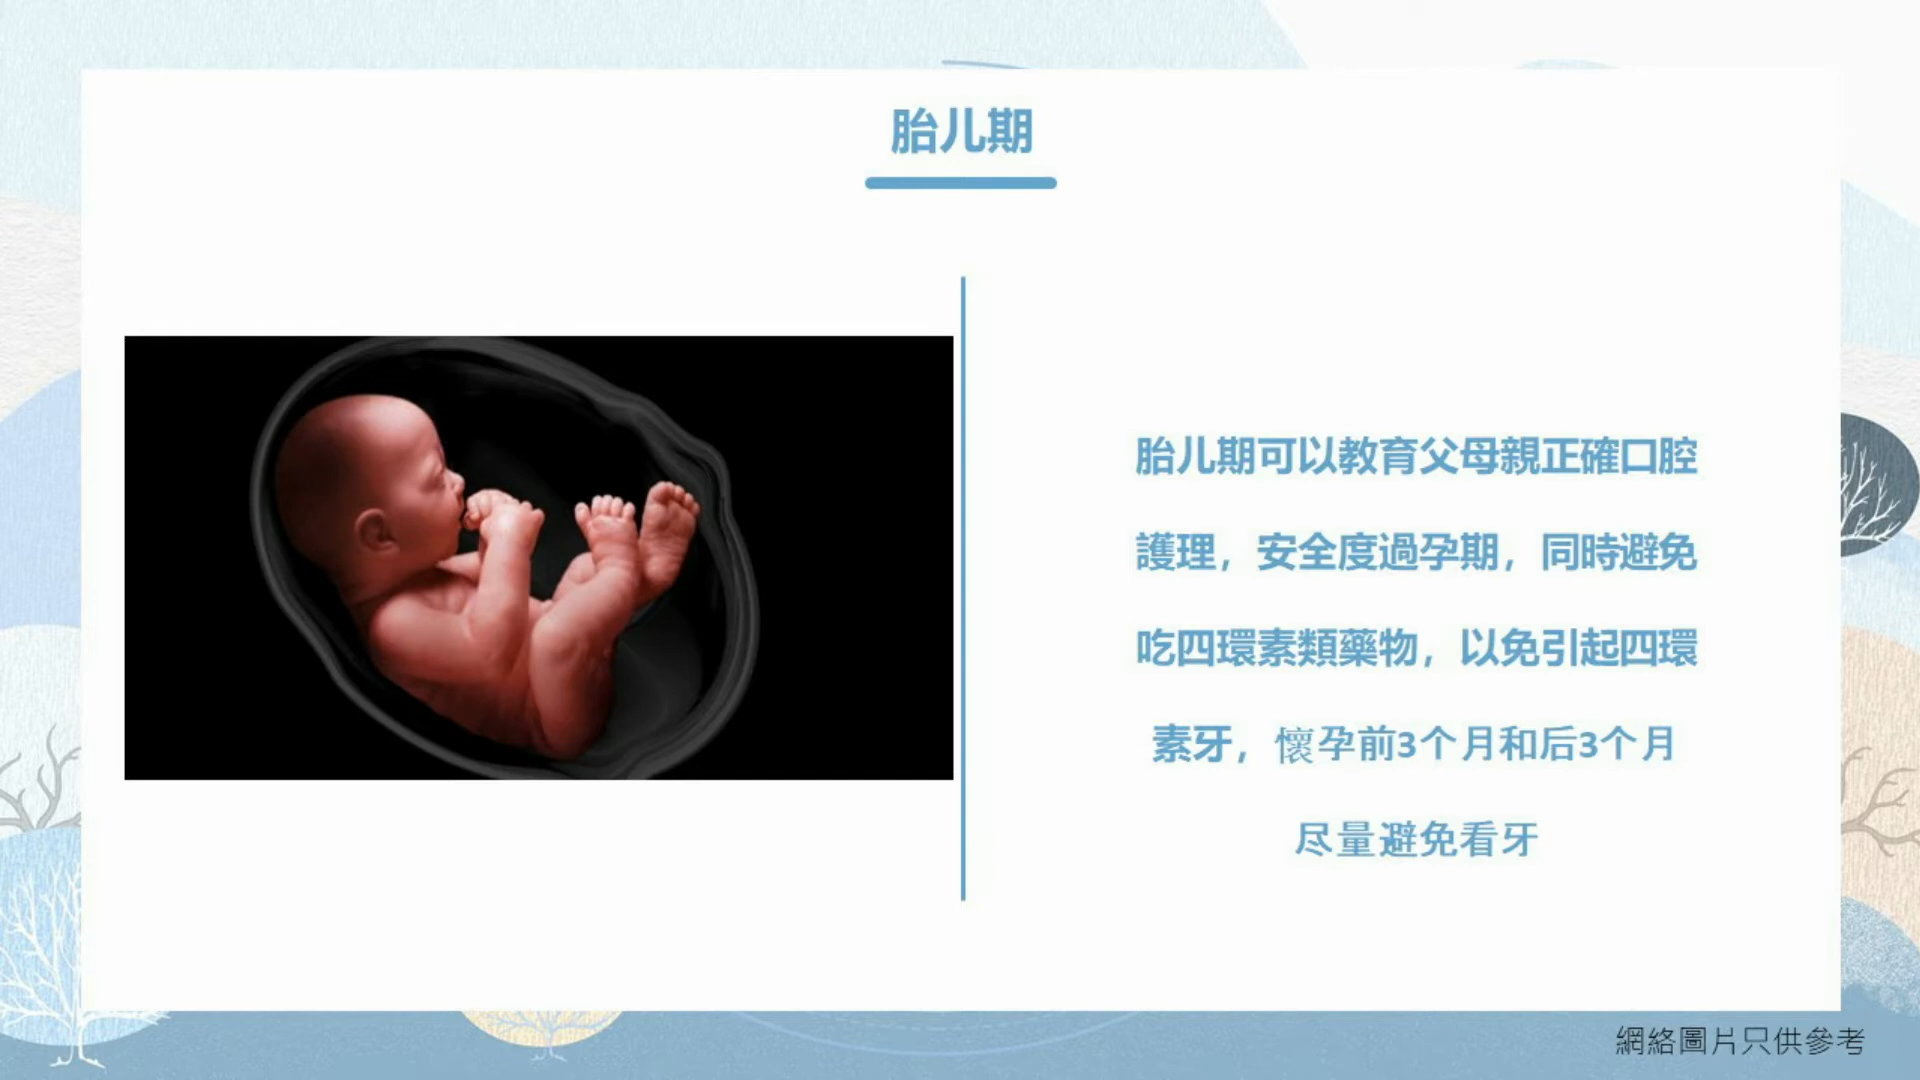 胎儿期
胎儿期可以教育父母親正確口腔
護理，安全度過孕期，同時避免
吃四環素類藥物，以免引起四環
素牙，懷孕前3个月和后3个月
尽量避免看牙
網絡圖片只供參考